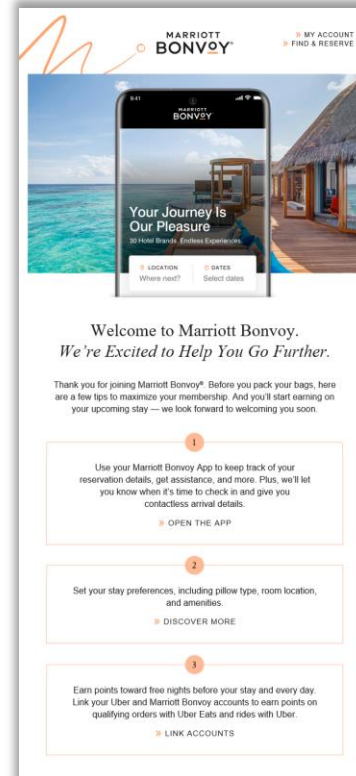 MARRIOTT
BONVOY®
» MY ACCOUNT
» FIND & RESERVE
9:41
MARRIOTT
BONVOY
Your Journey Is
Our Pleasure
30 Hotel Brands. Endless Experiences.
LOCATION
Where next?
DATES
Select dates
Welcome to Marriott Bonvoy.
We're Excited to Help You Go Further.
Thank you for joining Marriott Bonvoy®. Before you pack your bags, here
are a few tips to maximize your membership. And you'll start earning on
your upcoming stay — we look forward to welcoming you soon.
1
Use your Marriott Bonvoy App to keep track of your
reservation details, get assistance, and more. Plus, we'll let
you know when it's time to check in and give you
contactless arrival details.
» OPEN THE APP
2
Set your stay preferences, including pillow type, room location,
and amenities.
» DISCOVER MORE
3
Earn points toward free nights before your stay and every day.
Link your Uber and Marriott Bonvoy accounts to earn points on
qualifying orders with Uber Eats and rides with Uber.
» LINK ACCOUNTS